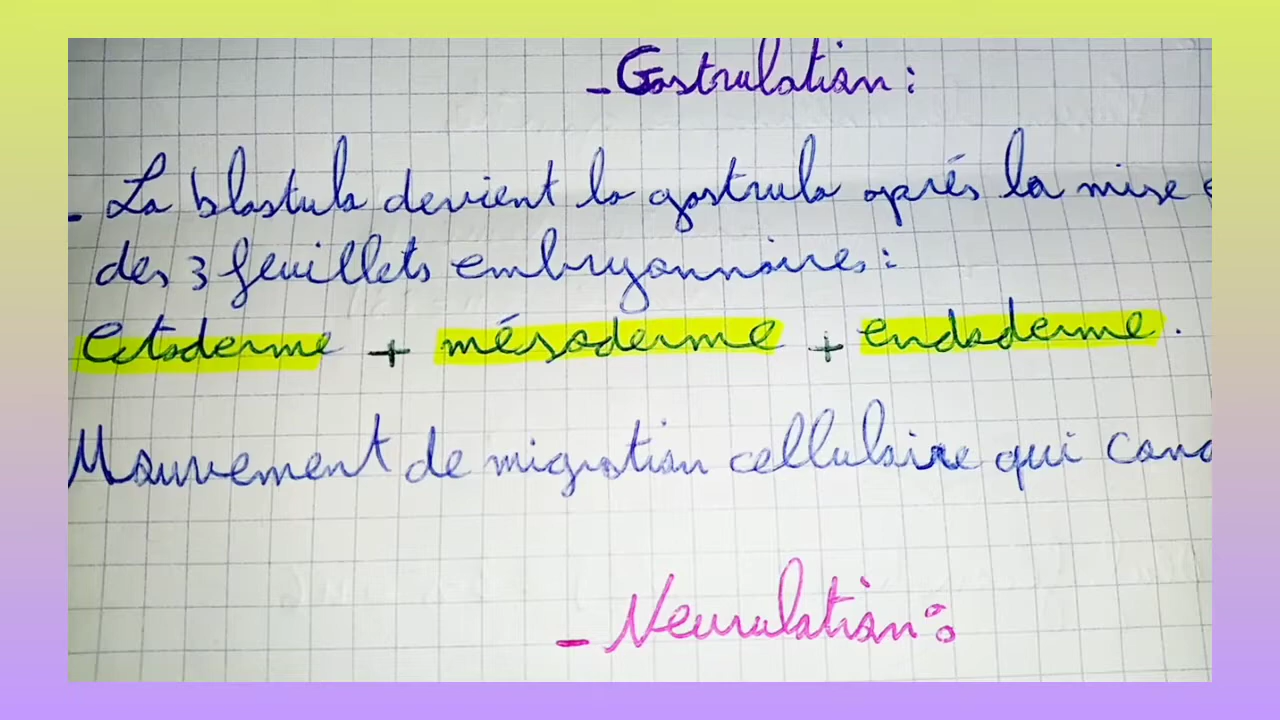 - Gastrulation :
- La blastula devient la gastrula après la mise
des 3 feuillets embryonnaires :
Ectoderme + mésoderme + endoderme .
Mouvement de migration cellulaire qui
- Neurulation :